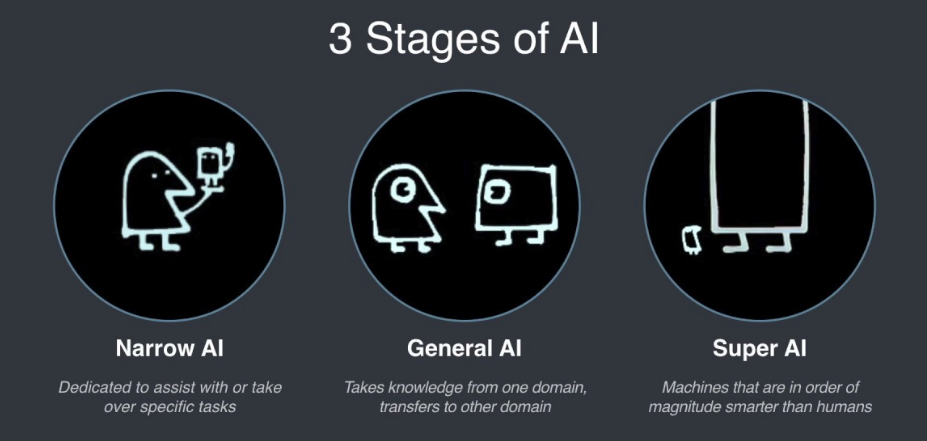 3 Stages of AI
Narrow AI
Dedicated to assist with or take
over specific tasks
General AI
Takes knowledge from one domain,
transfers to other domain
Super AI
Machines that are in order of
magnitude smarter than humans